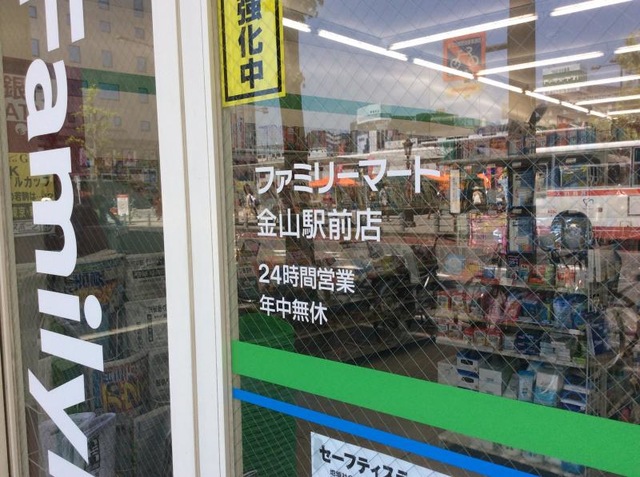 Family
強化中
ファミリーマート
金山駅前店
24時間営業
年中無休
セーフティステ